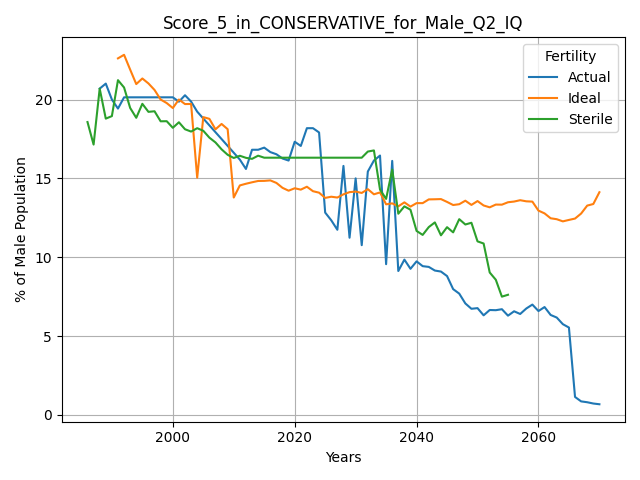 Score_5_in_CONSERVATIVE_for_Male_Q2_IQ
Fertility
Actual
Ideal
Sterile
% of Male Population
20
15
10
5
0
2000
2020
2040
2060
Years